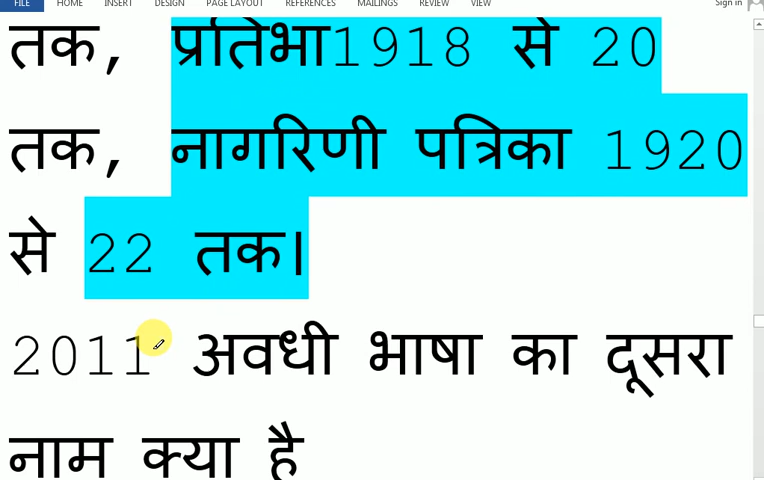 FILE HOME INSERT DESIGN PAGE LAYOUT REFERENCES MAILINGS REVIEW VIEW Sign in
तक, प्रतिभा1918 से 20
तक, नागरिणी पत्रिका 1920
से 22 तक।
2011 अवधी भाषा का दूसरा
नाम क्या है